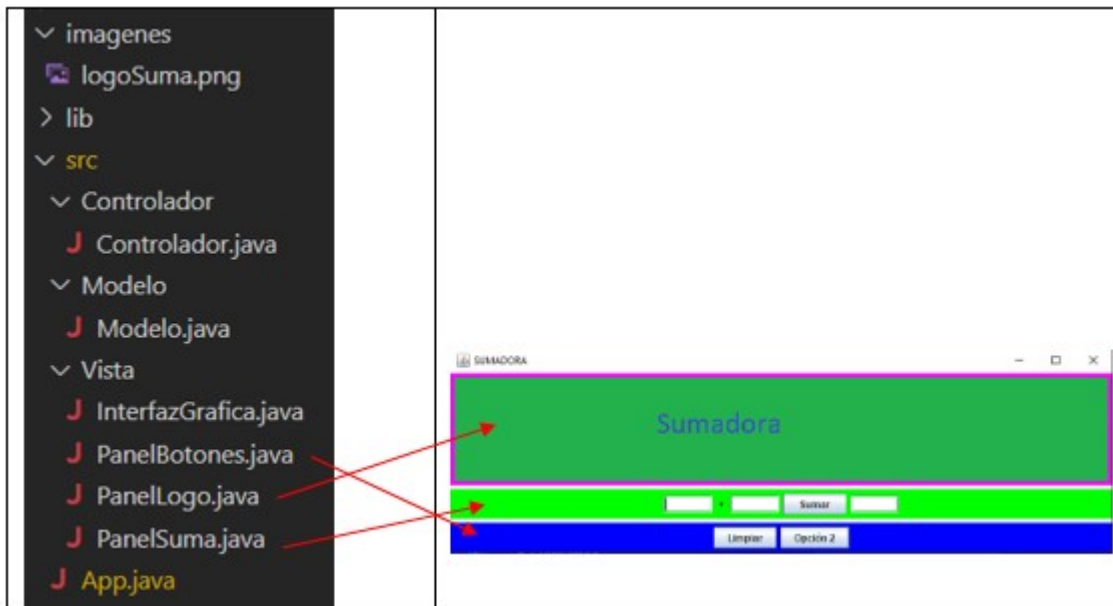 imagenes
logoSuma.png
lib
src
Controlador
Controlador.java
Modelo
Modelo.java
Vista
InterfazGrafica.java
PanelBotones.java
PanelLogo.java
PanelSuma.java
App.java
SUMADORA
Sumadora
+ Sumar
Limpiar Opción 2